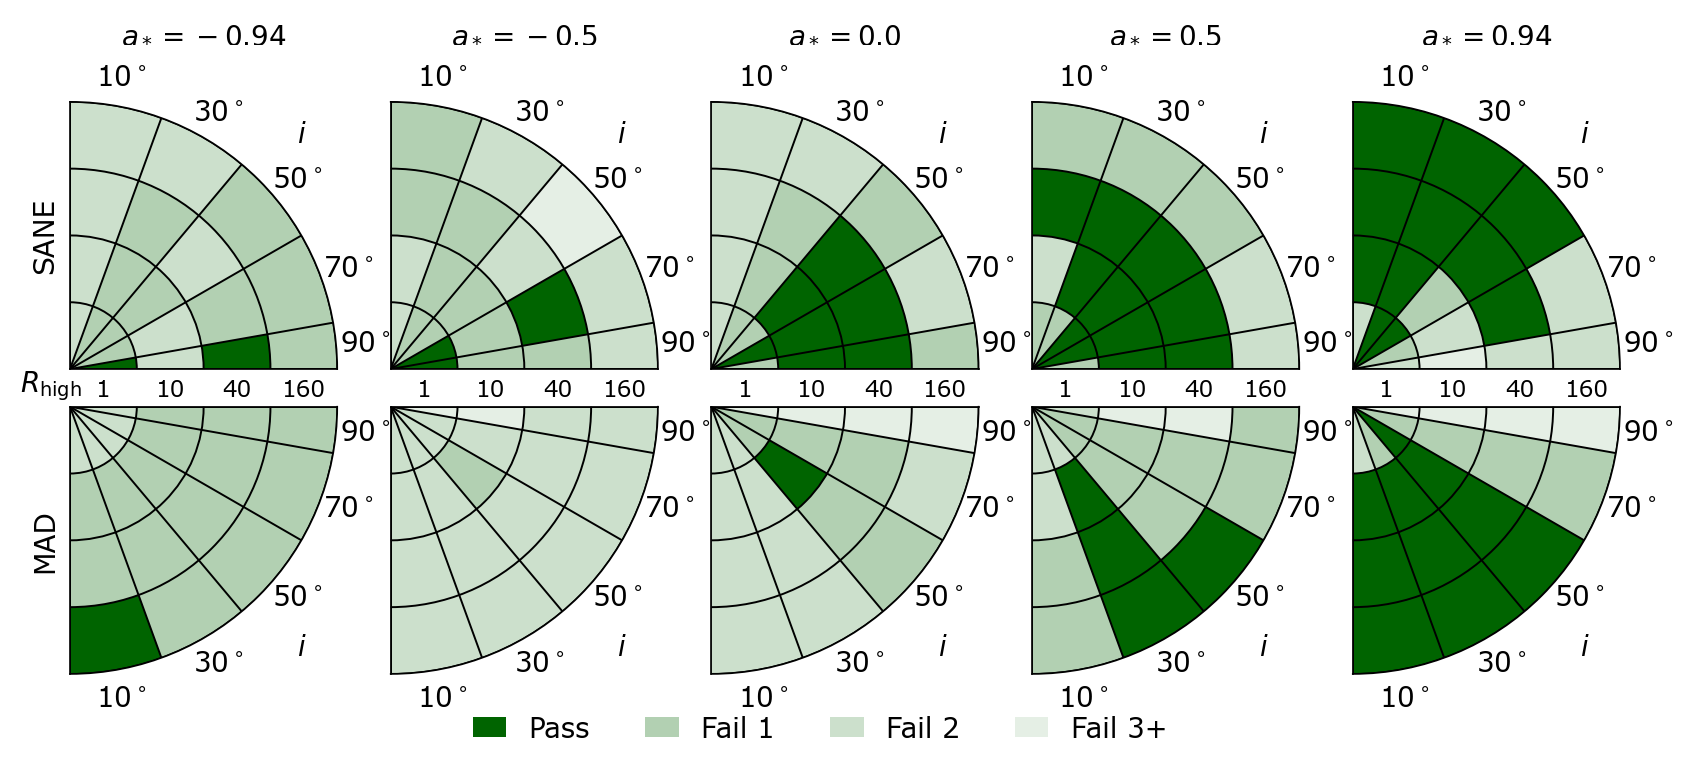 a* = −0.94 a* = −0.5 a* = 0.0 a* = 0.5 a* = 0.94
10° 10° 10° 10° 10°
30° 30° 30° 30° 30°
i i i i i
50° 50° 50° 50° 50°
SANE
70° 70° 70° 70° 70°
90° 90° 90° 90° 90°
Rhigh 1 10 40 160 1 10 40 160 1 10 40 160 1 10 40 160 1 10 40 160
90° 90° 90° 90° 90°
70° 70° 70° 70° 70°
MAD
50° 50° 50° 50° 50°
i i i i i
30° 30° 30° 30° 30°
10° 10° 10° 10° 10°
Pass Fail 1 Fail 2 Fail 3+